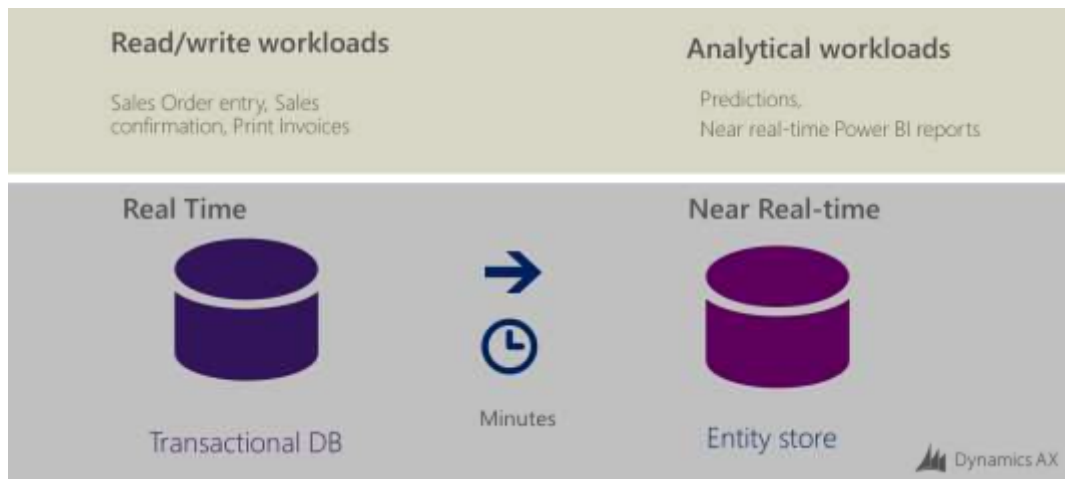 Read/write workloads
Sales Order entry, Sales
confirmation, Print Invoices
Analytical workloads
Predictions,
Near real-time Power BI reports
Real Time
Near Real-time
Minutes
Transactional DB
Entity store
Dynamics AX